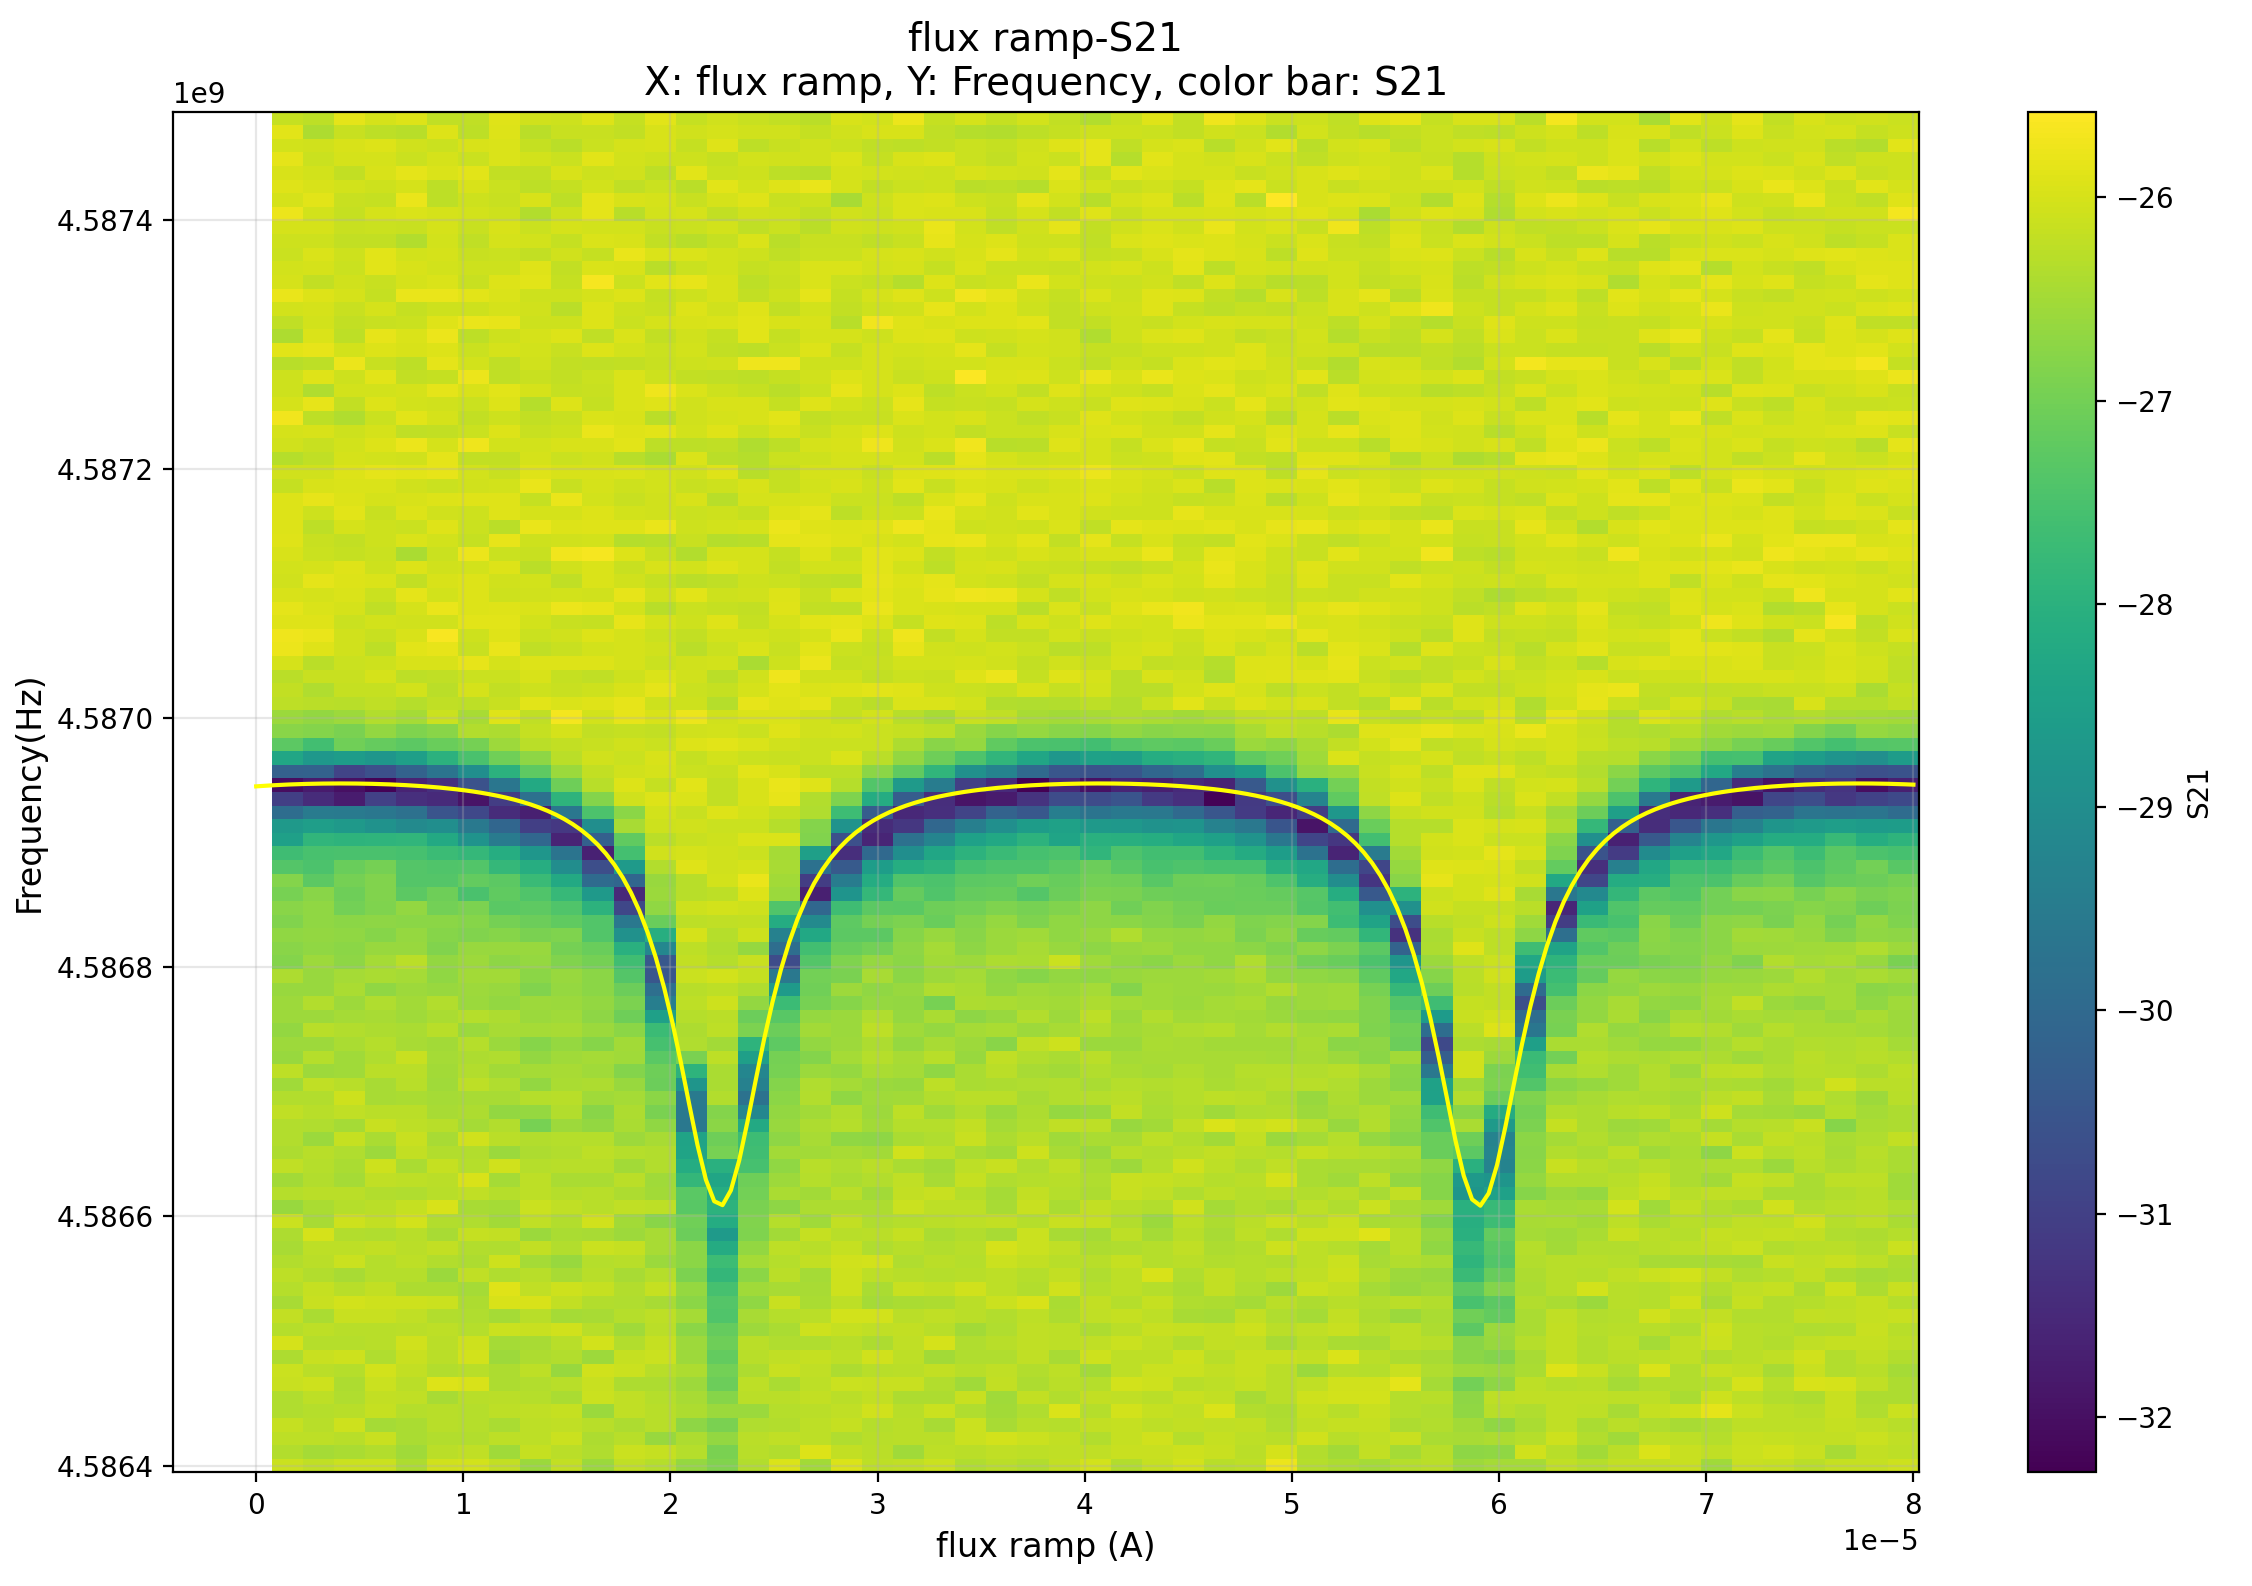 flux ramp-S21
X: flux ramp, Y: Frequency, color bar: S21
1e9
4.5874
4.5872
4.5870
4.5868
4.5866
4.5864
Frequency(Hz)
0 1 2 3 4 5 6 7 8
1e−5
flux ramp (A)
−26
−27
−28
−29
−30
−31
−32
S21